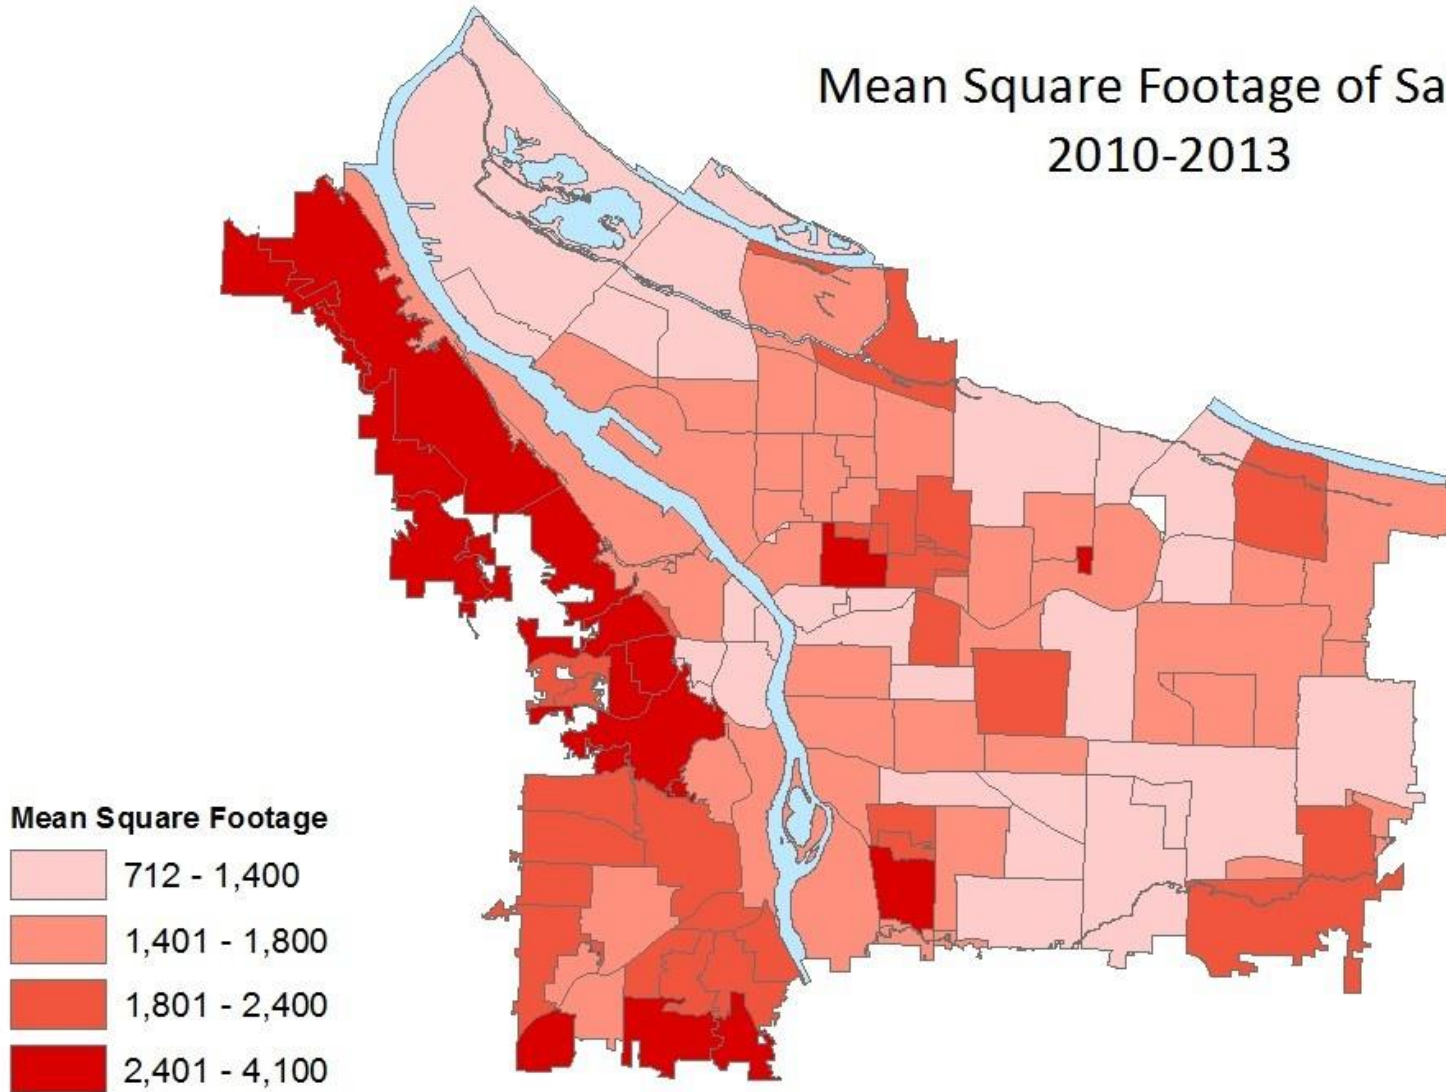 Mean Square Footage of Sa
2010-2013
Mean Square Footage
712 - 1,400
1,401 - 1,800
1,801 - 2,400
2,401 - 4,100